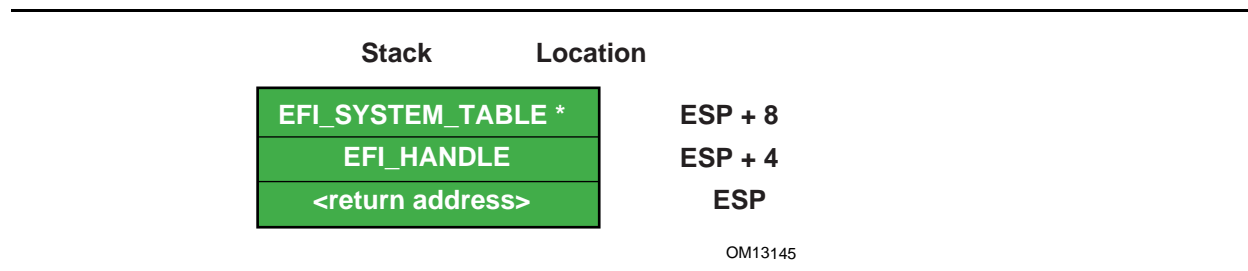 Stack Location
EFI_SYSTEM_TABLE * ESP + 8
EFI_HANDLE ESP + 4
<return address> ESP
OM13145